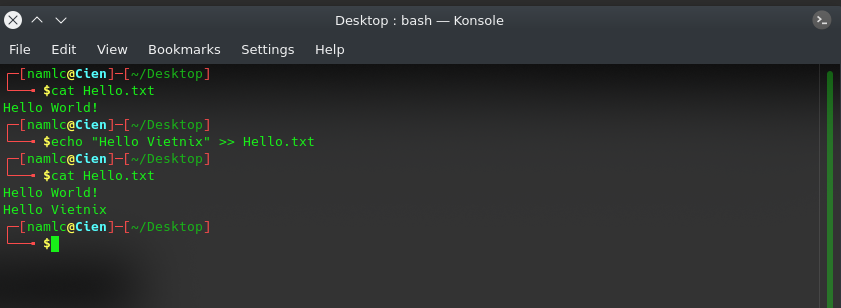 Desktop : bash — Konsole
File Edit View Bookmarks Settings Help
┌─[namlc@Cien]─[~/Desktop]
└──╼ $cat Hello.txt
Hello World!
┌─[namlc@Cien]─[~/Desktop]
└──╼ $echo "Hello Vietnix" >> Hello.txt
┌─[namlc@Cien]─[~/Desktop]
└──╼ $cat Hello.txt
Hello World!
Hello Vietnix
┌─[namlc@Cien]─[~/Desktop]
└──╼ $